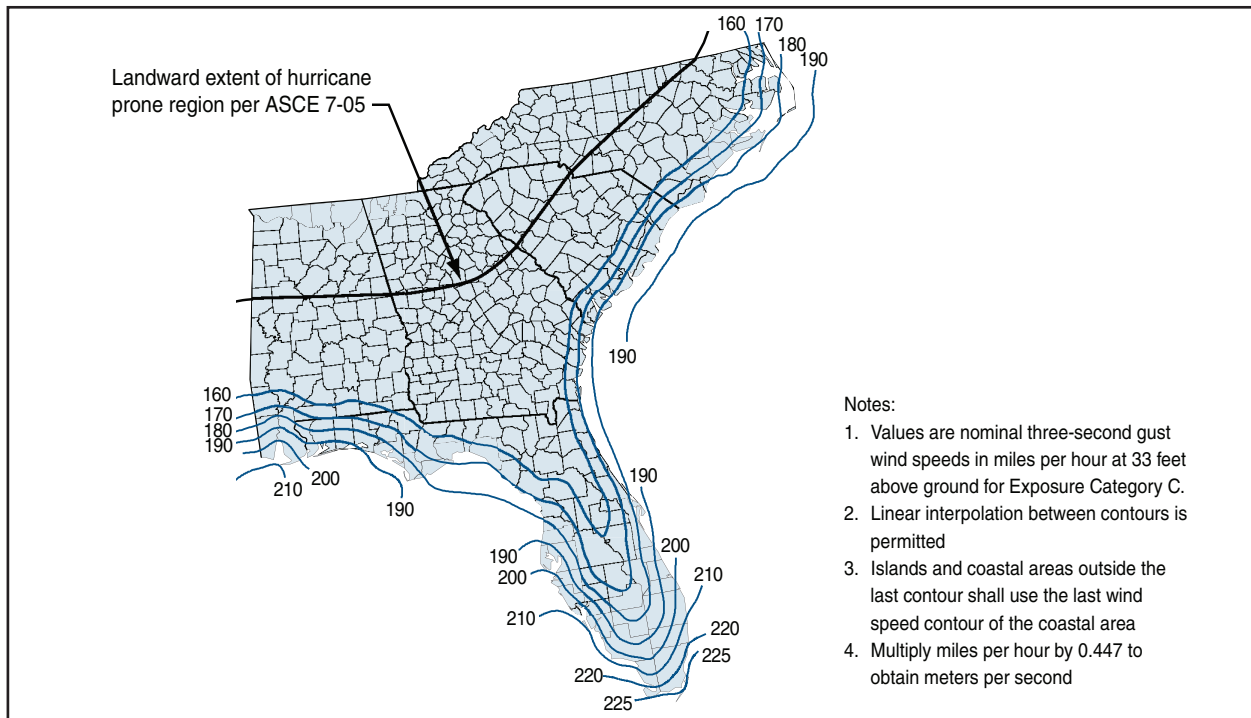 160
170
180
190
Landward extent of hurricane
prone region per ASCE 7-05
190
160
170
180
190
200
210
190
190
200
210
190
200
210
220
225
220
225
Notes:
1. Values are nominal three-second gust
wind speeds in miles per hour at 33 feet
above ground for Exposure Category C.
2. Linear interpolation between contours is
permitted
3. Islands and coastal areas outside the
last contour shall use the last wind
speed contour of the coastal area
4. Multiply miles per hour by 0.447 to
obtain meters per second